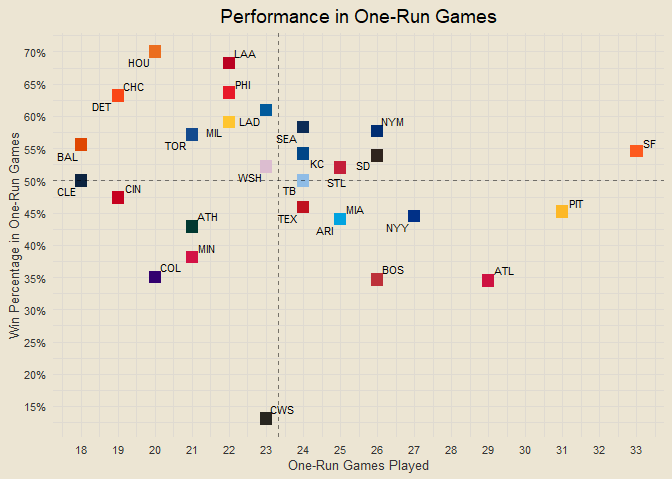 Performance in One-Run Games
Win Percentage in One-Run Games
70%
65%
60%
55%
50%
45%
40%
35%
30%
25%
20%
15%
HOU
LAA
CHC
DET
PHI
MIL
LAD
TOR
SEA
NYM
SF
BAL
KC
SD
WSH
STL
CLE
CIN
TB
TEX
MIA
ARI
NYY
PIT
ATH
MIN
COL
BOS
ATL
CWS
18 19 20 21 22 23 24 25 26 27 28 29 30 31 32 33
One-Run Games Played